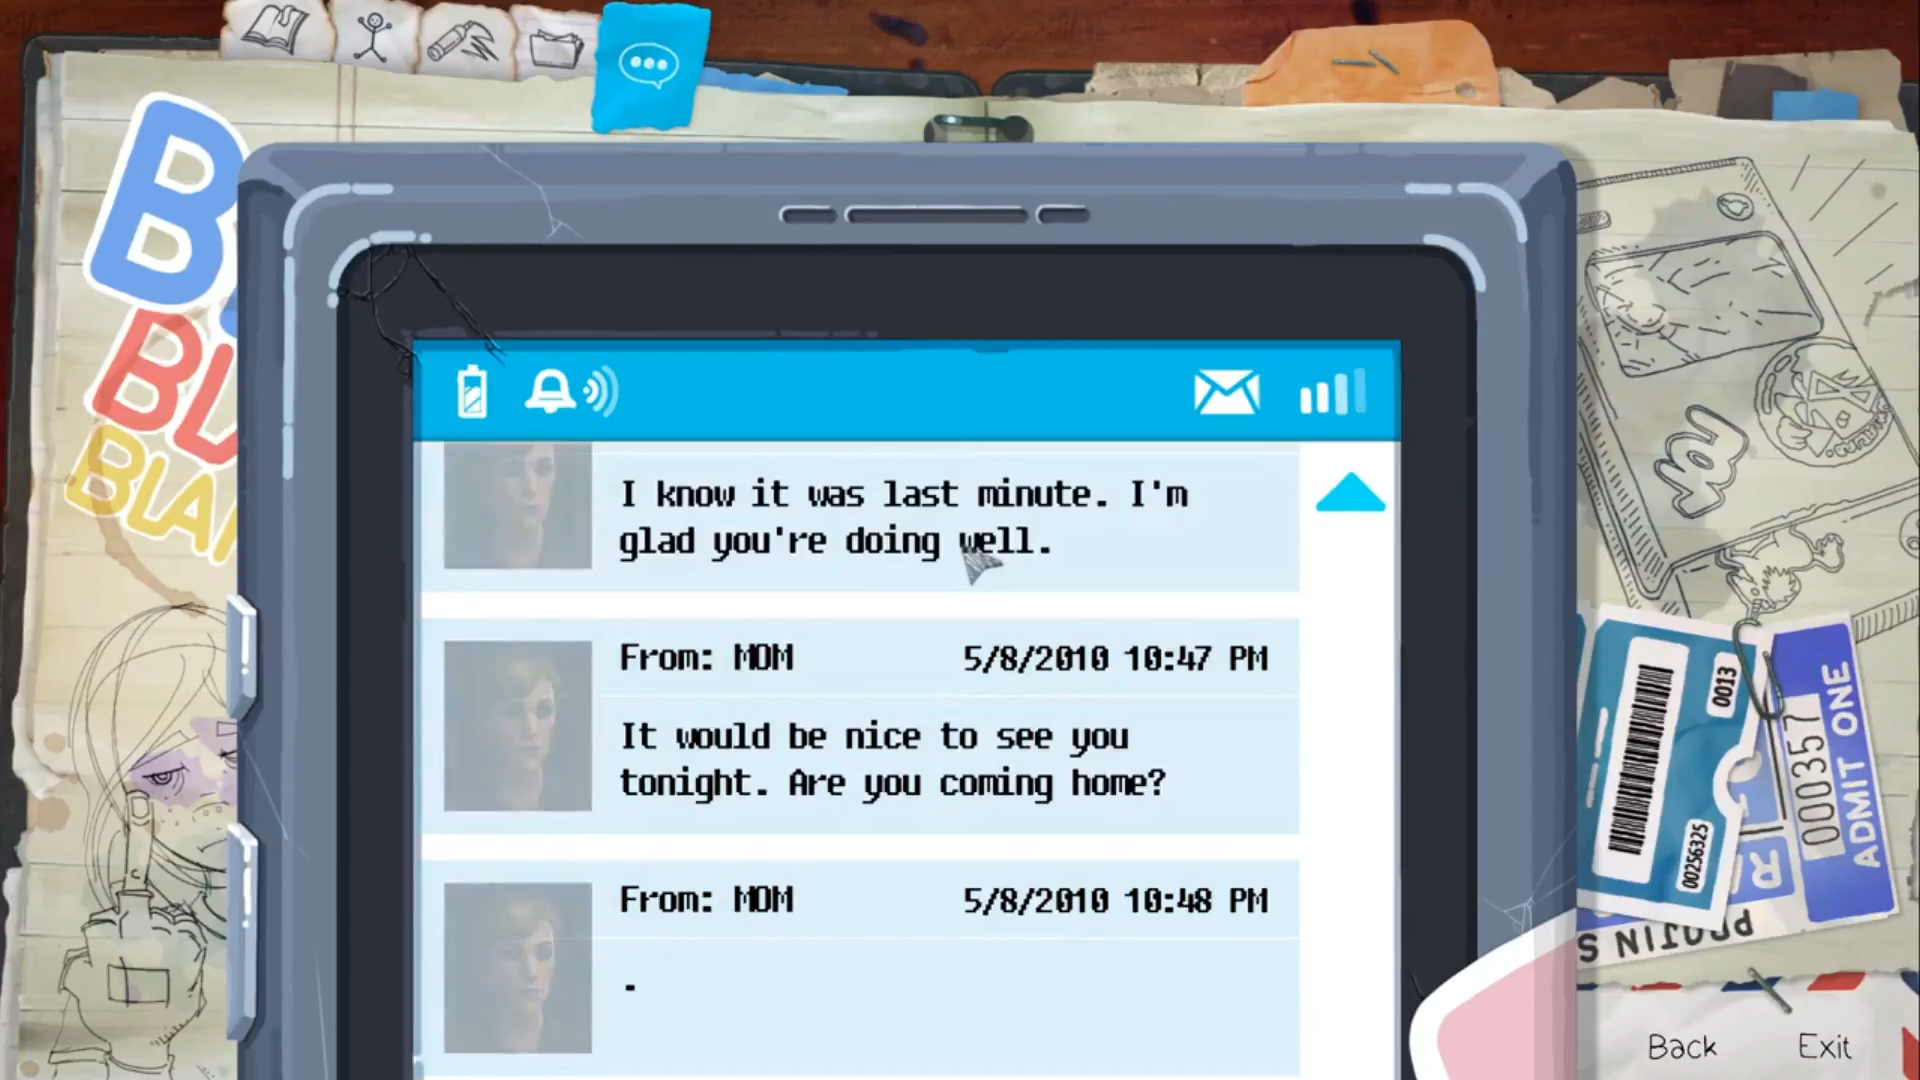 I know it was last minute. I'm
glad you're doing well.
From: MOM 5/8/2010 10:47 PM
It would be nice to see you
tonight. Are you coming home?
From: MOM 5/8/2010 10:48 PM
-
0013
00256325
000357
ADMIT ONE
Back Exit